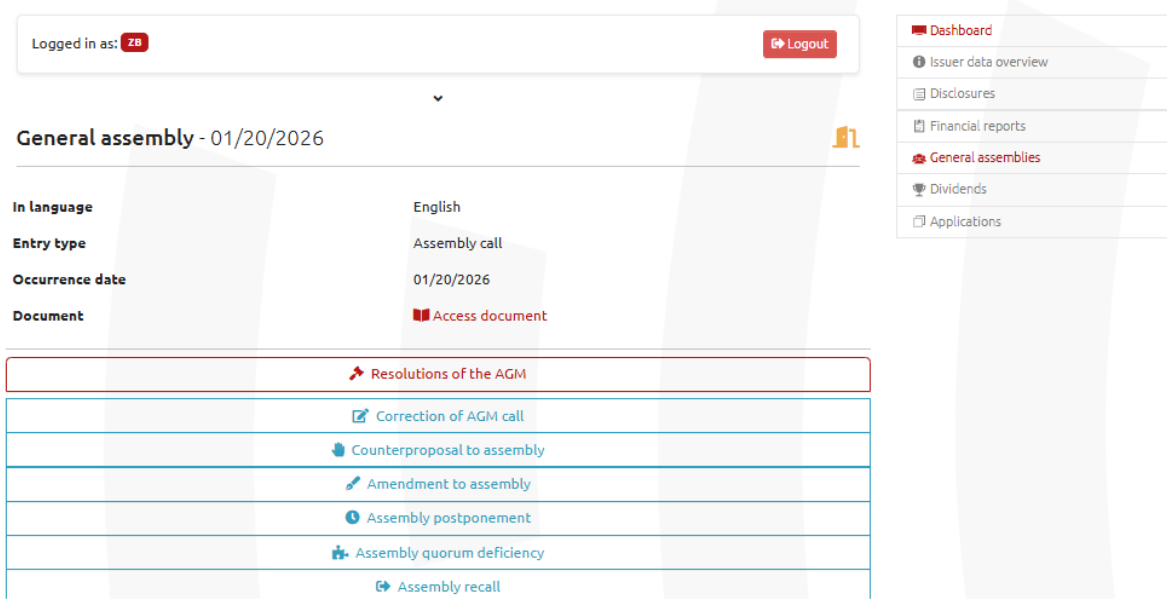 Logged in as: ZB
Logout
General assembly - 01/20/2026
In language English
Entry type Assembly call
Occurrence date 01/20/2026
Document Access document
Resolutions of the AGM
Correction of AGM call
Counterproposal to assembly
Amendment to assembly
Assembly postponement
Assembly quorum deficiency
Assembly recall
Dashboard
Issuer data overview
Disclosures
Financial reports
General assemblies
Dividends
Applications